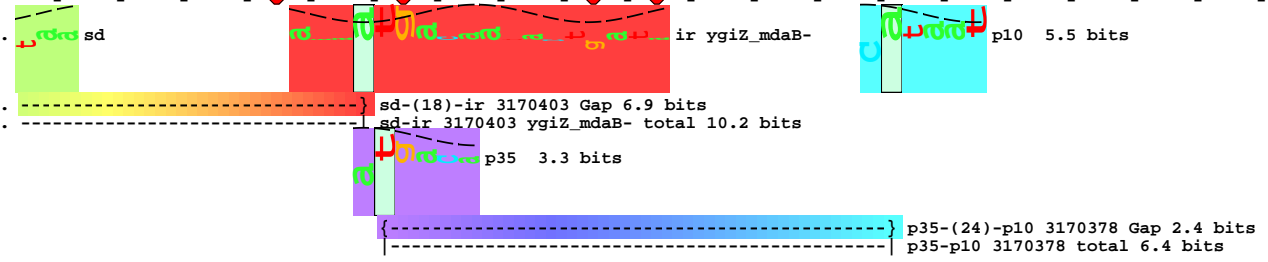 . sd ir ygiZ_mdaB- p10 5.5 bits
. sd-(18)-ir 3170403 Gap 6.9 bits
. sd-ir 3170403 ygiZ_mdaB- total 10.2 bits
p35 3.3 bits
p35-(24)-p10 3170378 Gap 2.4 bits
p35-p10 3170378 total 6.4 bits